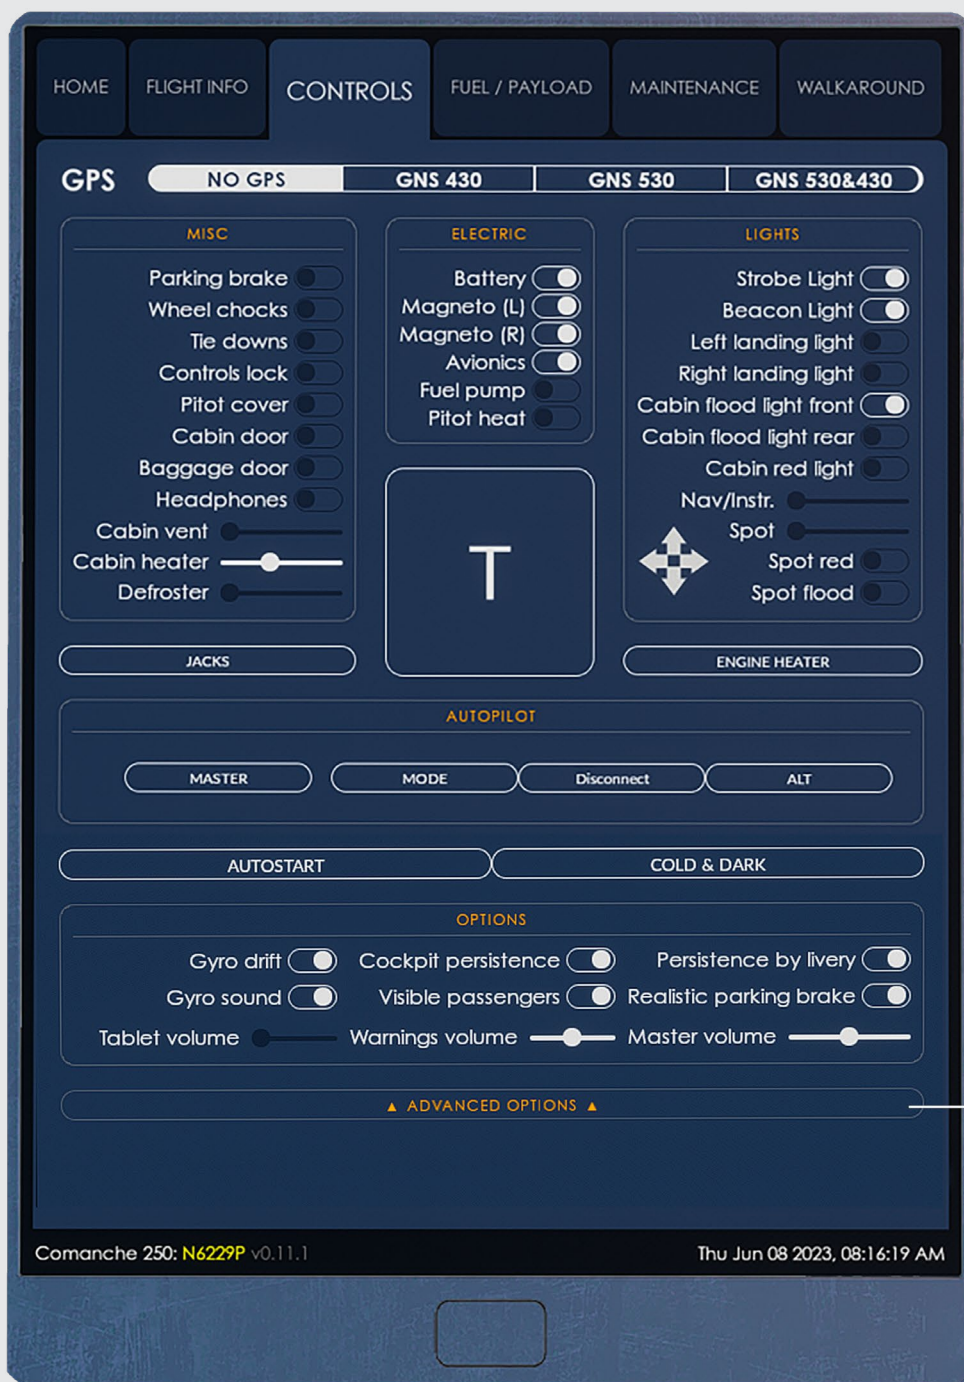 HOME FLIGHT INFO CONTROLS FUEL / PAYLOAD MAINTENANCE WALKAROUND
GPS NO GPS GNS 430 GNS 530 GNS 530&430
MISC
Parking brake
Wheel chocks
Tie downs
Controls lock
Pitot cover
Cabin door
Baggage door
Headphones
Cabin vent
Cabin heater
Defroster
JACKS
ELECTRIC
Battery
Magneto (L)
Magneto (R)
Avionics
Fuel pump
Pitot heat
T
LIGHTS
Strobe Light
Beacon Light
Left landing light
Right landing light
Cabin flood light front
Cabin flood light rear
Cabin red light
Nav/Instr.
Spot
Spot red
Spot flood
ENGINE HEATER
AUTOPILOT
MASTER MODE Disconnect ALT
AUTOSTART COLD & DARK
OPTIONS
Gyro drift Cockpit persistence Persistence by livery
Gyro sound Visible passengers Realistic parking brake
Tablet volume Warnings volume Master volume
▲ ADVANCED OPTIONS ▲
Comanche 250: N6229P v0.11.1 Thu Jun 08 2023, 08:16:19 AM